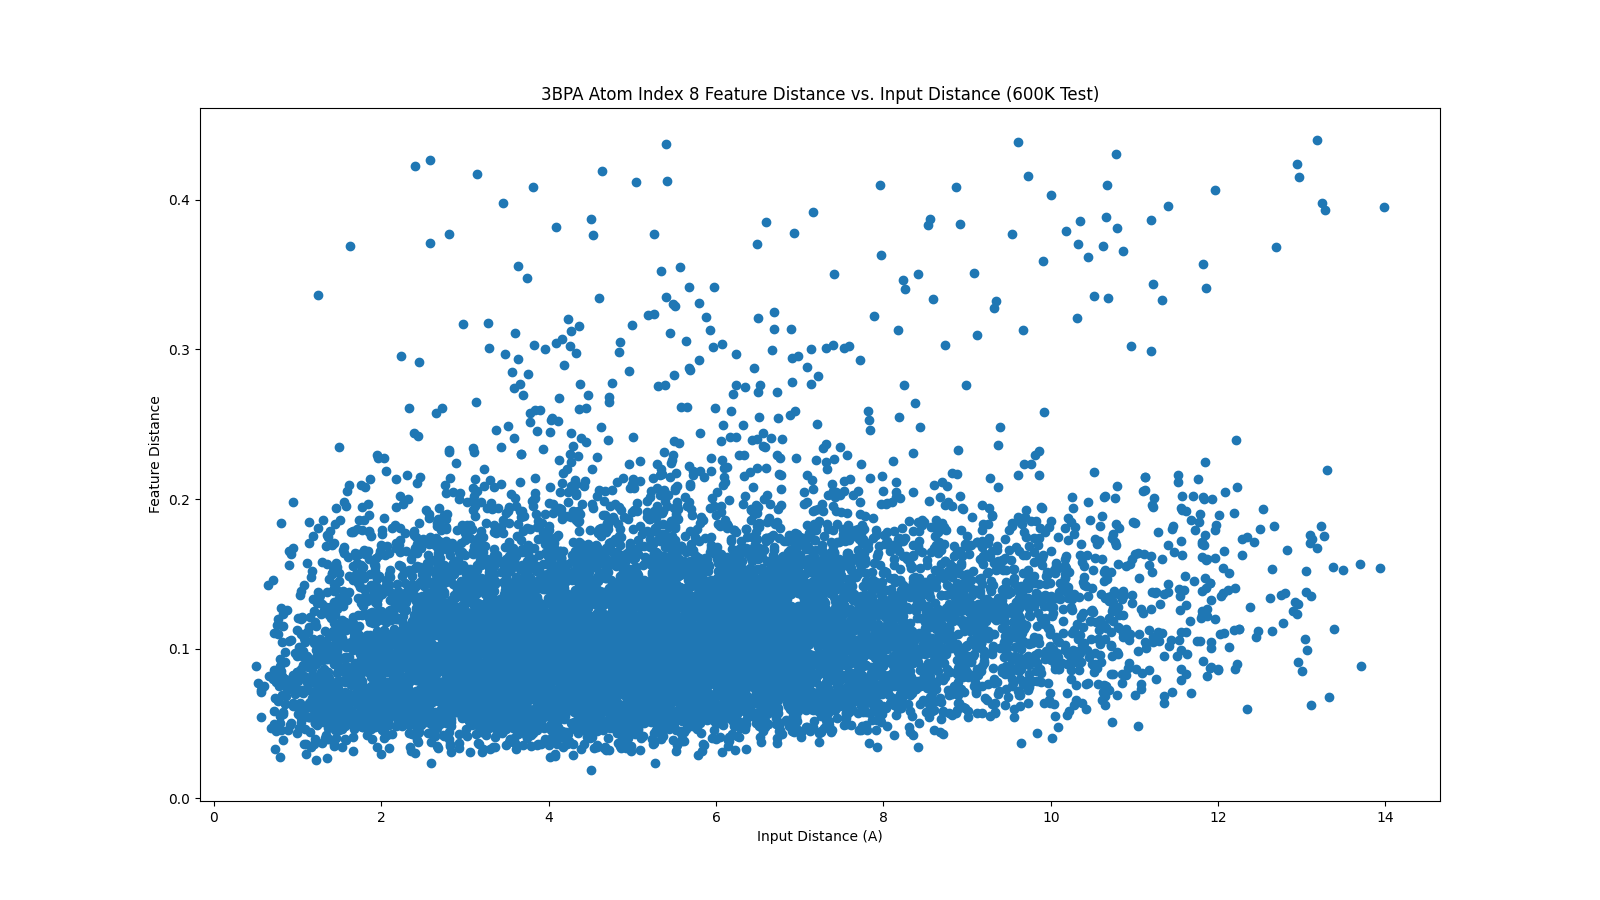 3BPA Atom Index 8 Feature Distance vs. Input Distance (600K Test)
Feature Distance
0.4
0.3
0.2
0.1
0.0
0 2 4 6 8 10 12 14
Input Distance (A)